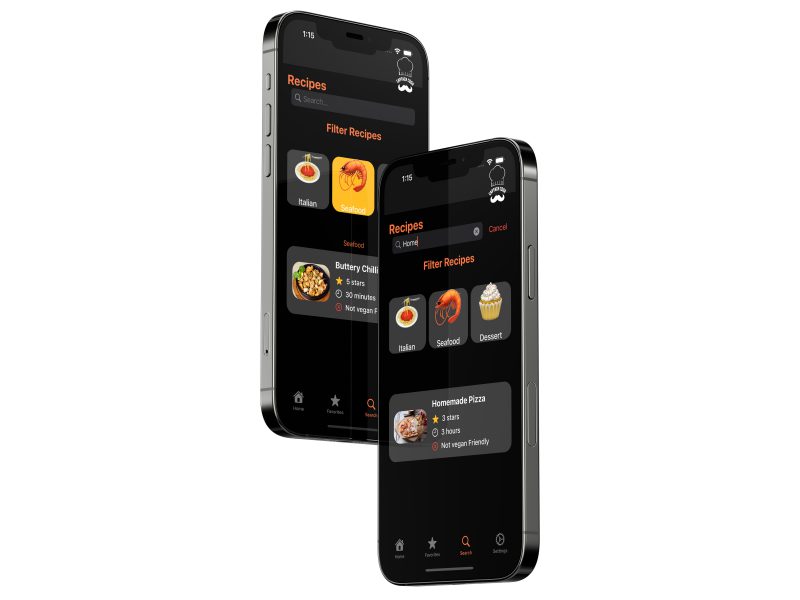 1:15
Recipes
Search...
Filter Recipes
Italian
Seafood
Seafood
Buttery Chilli
5 stars
30 minutes
Not vegan F
Home
Favorites
Search
1:15
Recipes
Home
Cancel
Filter Recipes
Italian
Seafood
Dessert
Homemade Pizza
3 stars
3 hours
Not vegan Friendly
Home
Favorites
Search
Settings